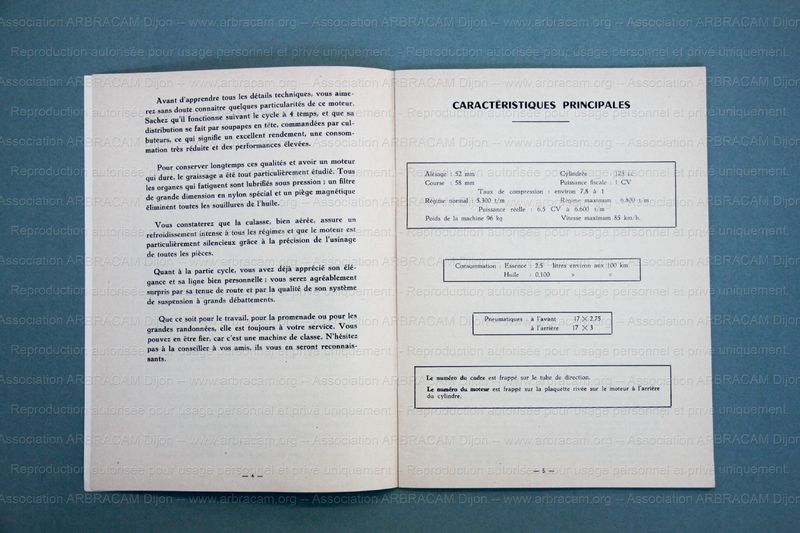 Avant d'apprendre tous les détails techniques, vous aime-
rez sans doute connaître quelques particularités de ce moteur.
Sachez qu'il fonctionne suivant le cycle à 4 temps, et que sa
distribution se fait par soupapes en tête, commandées par cul-
buteurs, ce qui signifie un excellent rendement, une consom-
mation très réduite et des performances élevées.
Pour conserver longtemps ces qualités et avoir un moteur
qui dure, le graissage a été tout particulièrement étudié. Tous
les organes qui fatiguent sont lubrifiés sous pression ; un filtre
de grande dimension en nylon spécial et un piège magnétique
éliminent toutes les souillures de l'huile.
Vous constaterez que la culasse, bien aérée, assure un
refroidissement intense à tous les régimes et que le moteur est
particulièrement silencieux grâce à la précision de l'usinage
de toutes les pièces.
Quant à la partie cycle, vous avez déjà apprécié son élé-
gance et sa ligne bien personnelle ; vous serez agréablement
surpris par sa tenue de route et par la qualité de son système
de suspension à grands débattements.
Que ce soit pour le travail, pour la promenade ou pour les
grandes randonnées, elle est toujours à votre service. Vous
pouvez en être fier, car c'est une machine de classe. N'hésitez
pas à la conseiller à vos amis, ils vous en seront reconnais-
sants.
— 4 —
CARACTÉRISTIQUES PRINCIPALES
Alésage : 52 mm Cylindrée : 123 cc
Course : 58 mm Puissance fiscale : 1 CV
Taux de compression : environ 7,8 à 1
Régime normal : 5.300 t/m Régime maximum : 6.800 t/m
Puissance réelle : 6,5 CV à 6.600 t/m
Poids de la machine 96 kg Vitesse maximum 85 km/h.
Consommation : Essence : 2,5 litres environ aux 100 km
Huile : 0,100 » »
Pneumatiques : à l'avant 17 X 2,75
à l'arrière 17 X 3
Le numéro du cadre est frappé sur le tube de direction.
Le numéro du moteur est frappé sur la plaquette rivée sur le moteur à l'arrière
du cylindre.
— 5 —
Association ARBRACAM Dijon -- www.arbracam.org -- Association ARBRACAM Dijon
Reproduction autorisée pour usage personnel et privé uniquement.